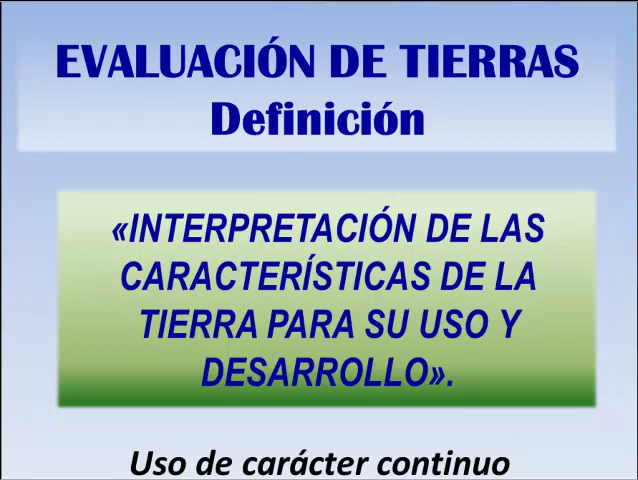 EVALUACIÓN DE TIERRAS
Definición
«INTERPRETACIÓN DE LAS
CARACTERÍSTICAS DE LA
TIERRA PARA SU USO Y
DESARROLLO».
Uso de carácter continuo